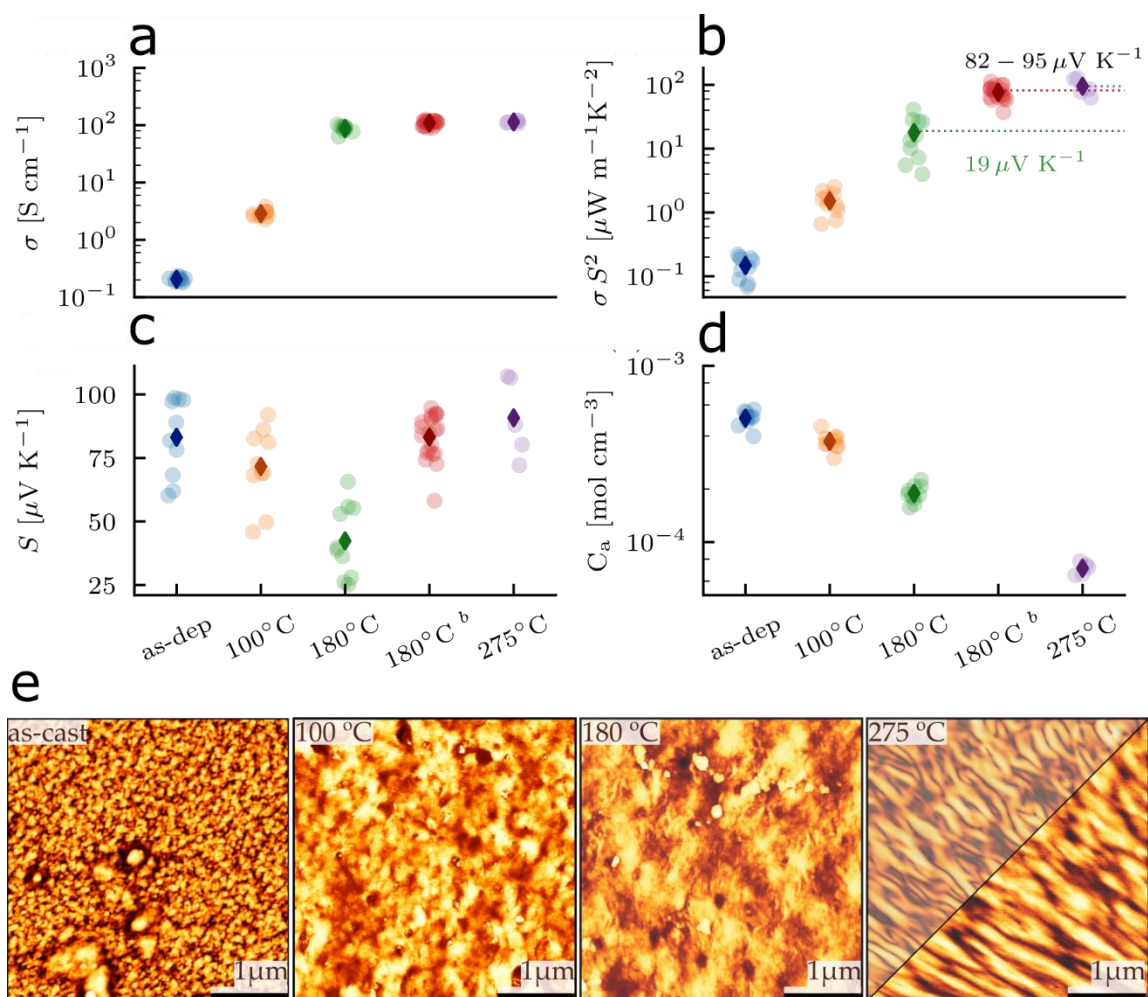 a
b
10³
10²
10¹
10⁰
10⁻¹
σ [S cm⁻¹]
82 – 95 μV K⁻¹
19 μV K⁻¹
10²
10¹
10⁰
10⁻¹
σ S² [μW m⁻¹K⁻²]
c
d
100
75
50
25
S [μV K⁻¹]
as-dep
100°C
180°C
180°C ᵇ
275°C
10⁻³
10⁻⁴
Cₐ [mol cm⁻³]
as-dep
100°C
180°C
180°C ᵇ
275°C
e
as-cast
100 ºC
180 ºC
275 ºC
1μm
1μm
1μm
1μm